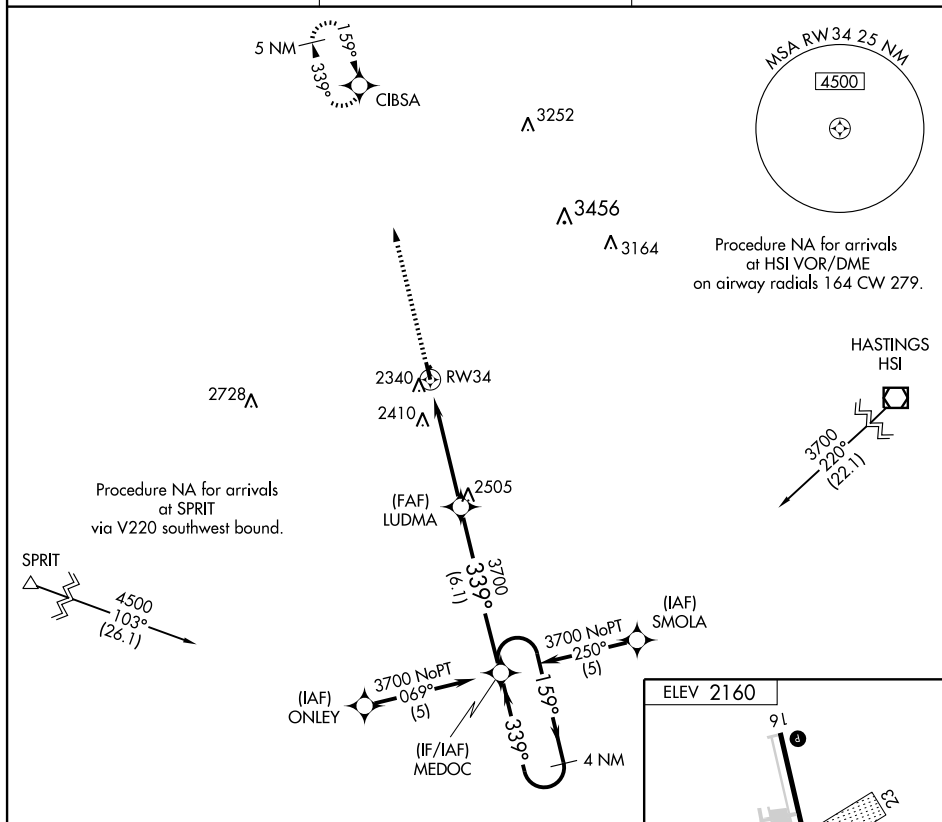 5 NM
159°
339°
CIBSA
MSA RW34 25 NM
4500
3252
3456
3164
Procedure NA for arrivals
at HSI VOR/DME
on airway radials 164 CW 279.
HASTINGS
HSI
3700
220°
(22.1)
2340
RW34
2728
2410
Procedure NA for arrivals
at SPRIT
via V220 southwest bound.
(FAF)
LUDMA
2505
SPRIT
4500
103°
(26.1)
3700
339°
(6.1)
(IAF)
SMOLA
3700 NoPT
250°
(5)
3700 NoPT
069°
(5)
(IAF)
ONLEY
(IF/IAF)
MEDOC
159°
339°
4 NM
ELEV 2160
16
P
23